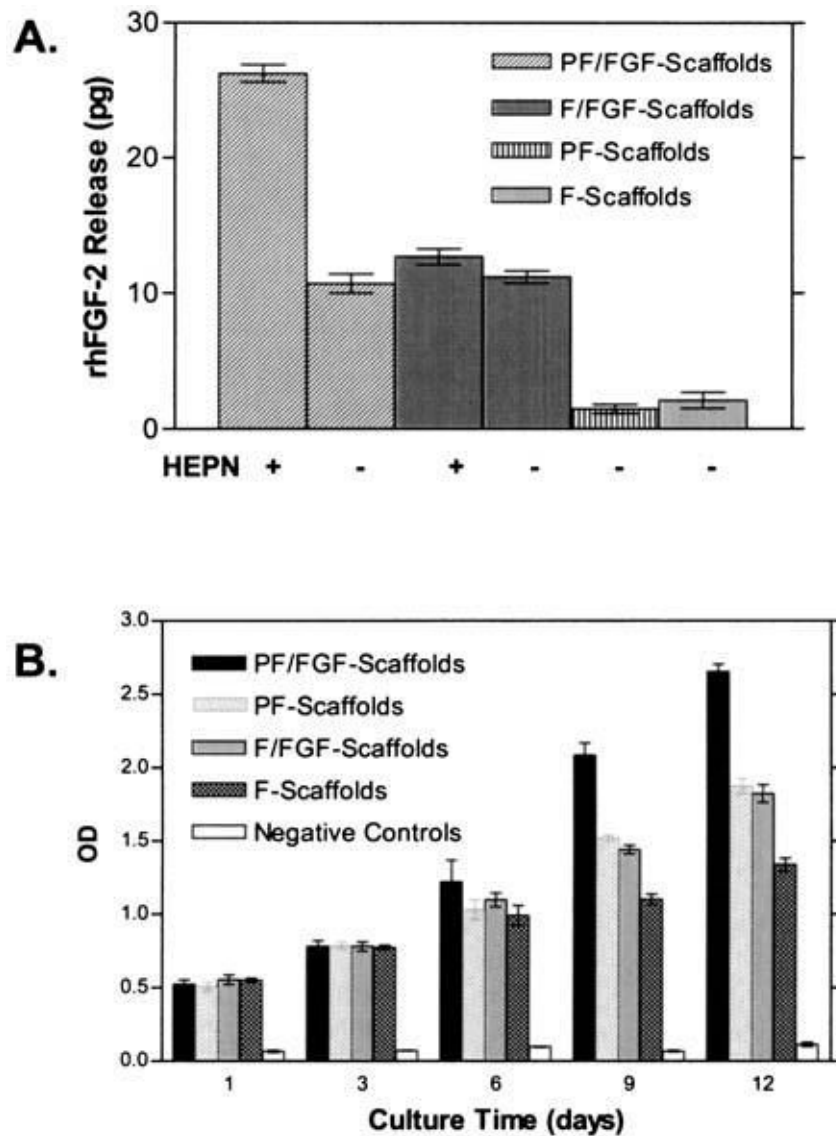 A.
rhFGF-2 Release (pg)
30
20
10
0
PF/FGF-Scaffolds
F/FGF-Scaffolds
PF-Scaffolds
F-Scaffolds
HEPN + - + - - -
B.
OD
3.0
2.5
2.0
1.5
1.0
0.5
0.0
PF/FGF-Scaffolds
PF-Scaffolds
F/FGF-Scaffolds
F-Scaffolds
Negative Controls
1 3 6 9 12
Culture Time (days)